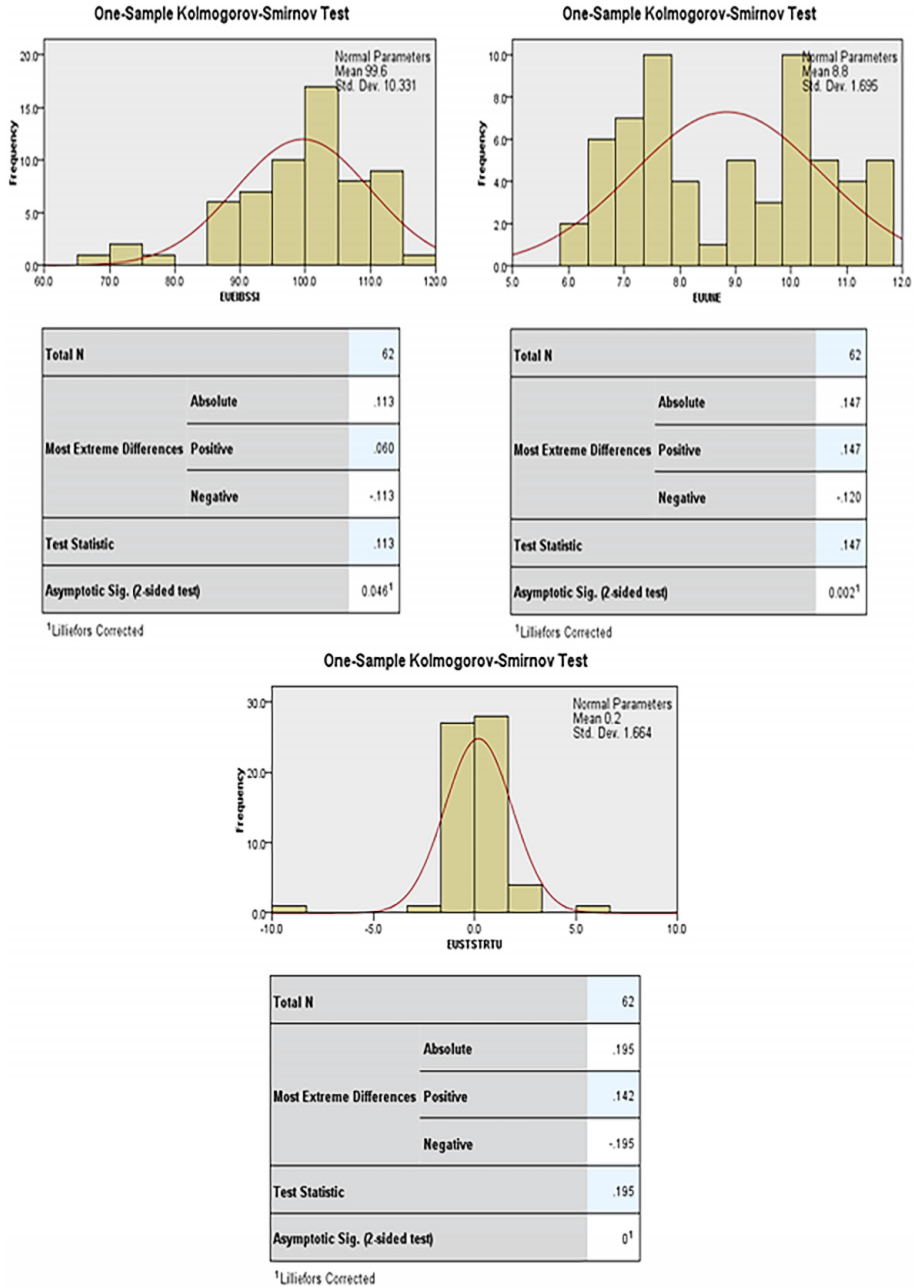 One-Sample Kolmogorov-Smirnov Test
Normal Parameters
Mean 99.6
Std. Dev. 10.331
Frequency
20.0
15.0
10.0
5.0
0.0
60.0 70.0 80.0 90.0 100.0 110.0 120.0
EUEIBSSI
Total N 62
Most Extreme Differences Absolute .113
Positive .060
Negative -.113
Test Statistic .113
Asymptotic Sig. (2-sided test) 0.046¹
¹Lilliefors Corrected
One-Sample Kolmogorov-Smirnov Test
Normal Parameters
Mean 8.8
Std. Dev. 1.695
Frequency
10.0
8.0
6.0
4.0
2.0
0.0
5.0 6.0 7.0 8.0 9.0 10.0 11.0 12.0
EUUNE
Total N 62
Most Extreme Differences Absolute .147
Positive .147
Negative -.120
Test Statistic .147
Asymptotic Sig. (2-sided test) 0.002¹
¹Lilliefors Corrected
One-Sample Kolmogorov-Smirnov Test
Normal Parameters
Mean 0.2
Std. Dev. 1.664
Frequency
30.0
20.0
10.0
0.0
-10.0 -5.0 0.0 5.0 10.0
EUSTSTRTU
Total N 62
Most Extreme Differences Absolute .195
Positive .142
Negative -.195
Test Statistic .195
Asymptotic Sig. (2-sided test) 0¹
¹Lilliefors Corrected